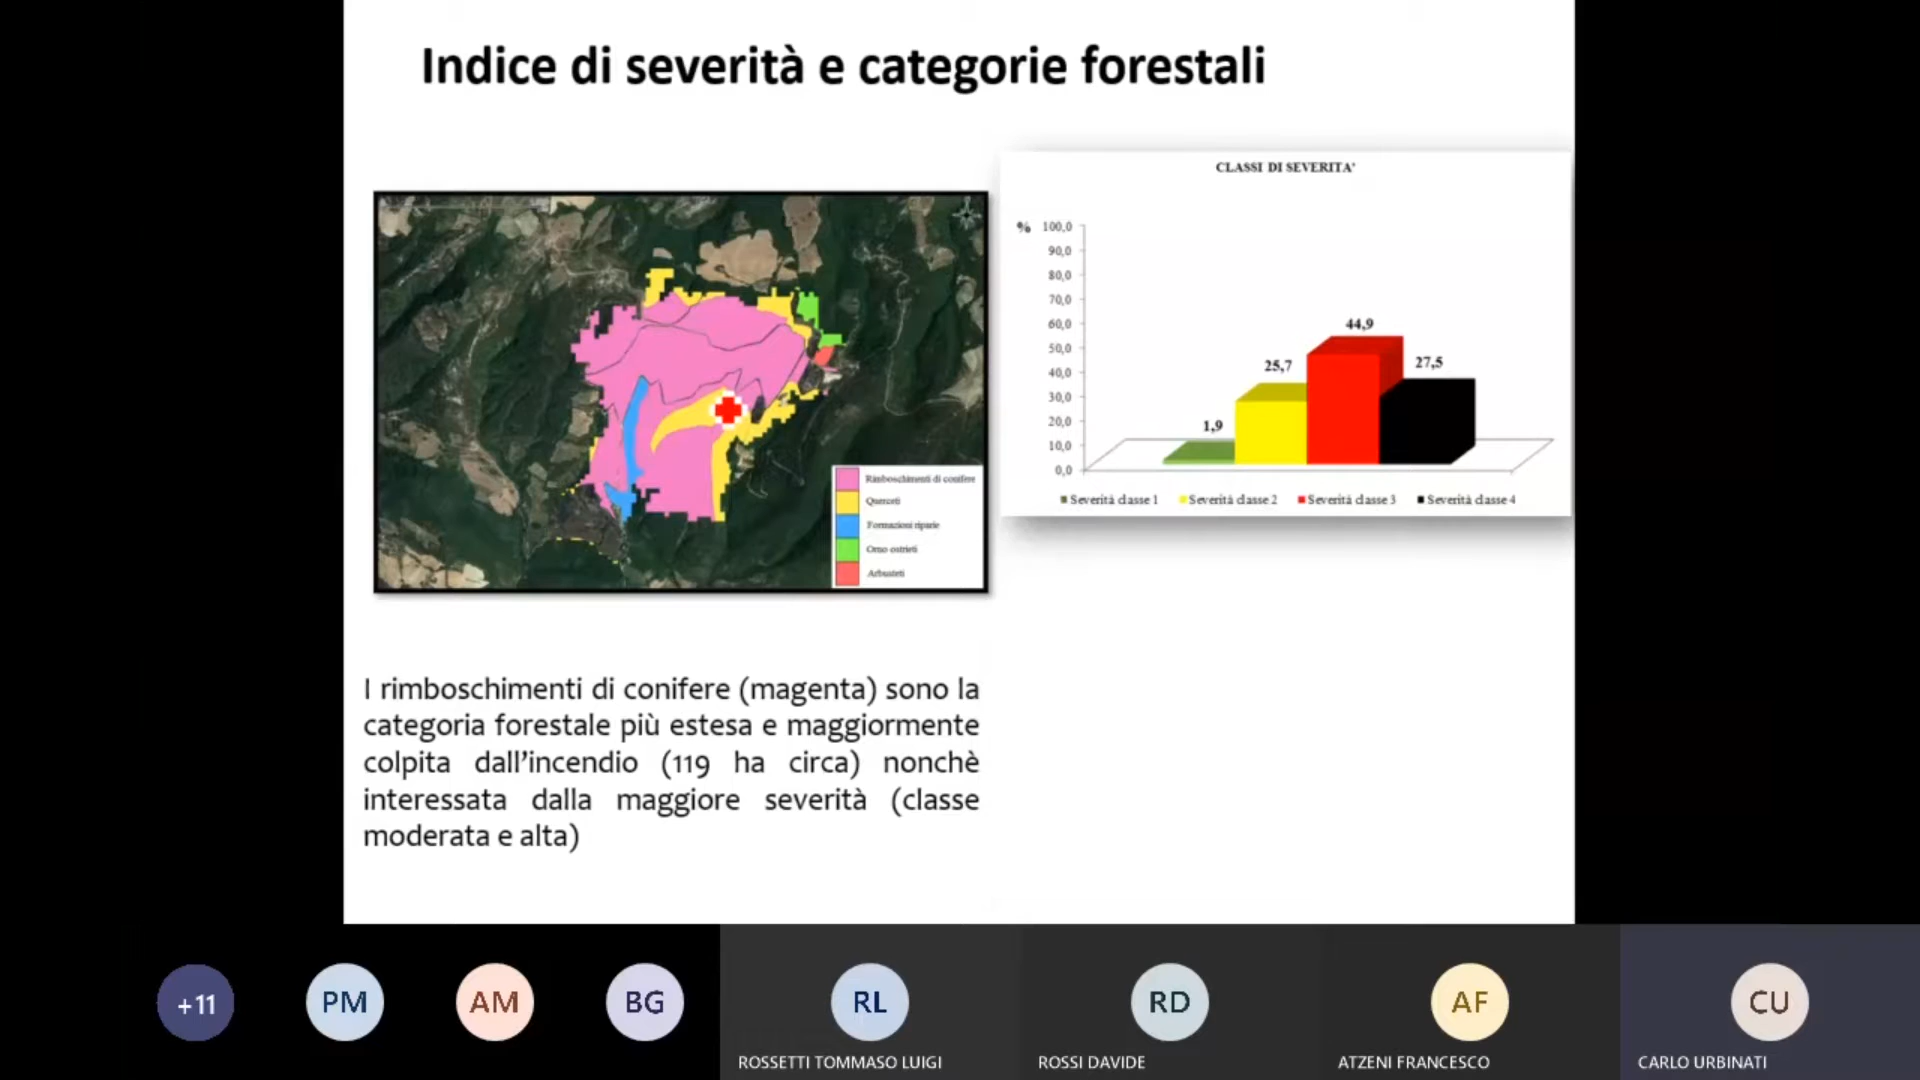 Indice di severità e categorie forestali
CLASSI DI SEVERITA'
%
100,0
90,0
80,0
70,0
60,0
50,0
40,0
30,0
20,0
10,0
0,0
1,9
25,7
44,9
27,5
Severità classe 1 Severità classe 2 Severità classe 3 Severità classe 4
Rimboschimenti di conifere
Querceti
Formazioni riparie
Orno ostrieti
Arbusteti
I rimboschimenti di conifere (magenta) sono la
categoria forestale più estesa e maggiormente
colpita dall'incendio (119 ha circa) nonchè
interessata dalla maggiore severità (classe
moderata e alta)
+11
PM
AM
BG
RL
RD
AF
CU
ROSSETTI TOMMASO LUIGI
ROSSI DAVIDE
ATZENI FRANCESCO
CARLO URBINATI